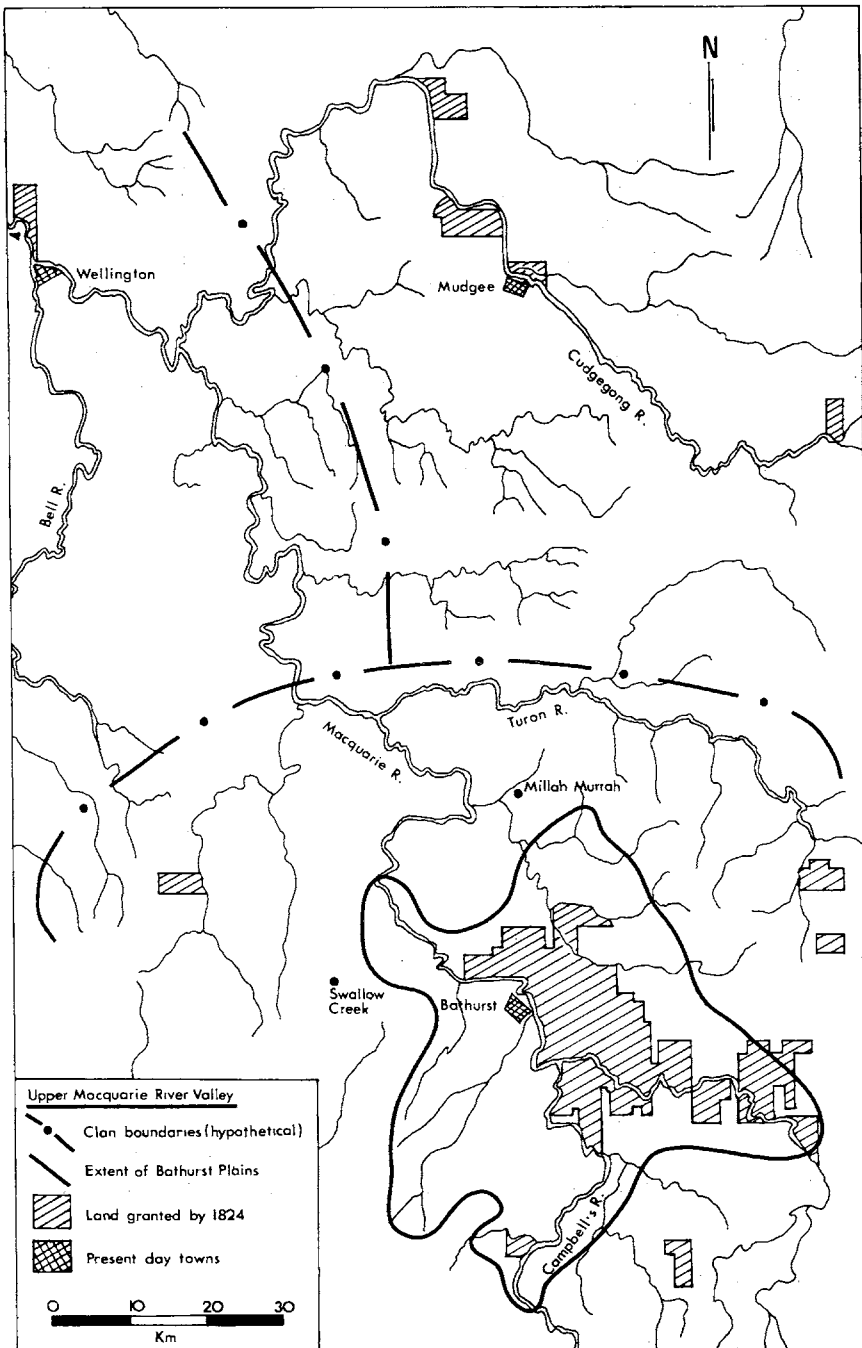 N
Wellington
Mudgee
Cudgegong R.
Bell R.
Turon R.
Macquarie R.
Millah Murrah
Swallow
Creek
Bathurst
Campbell's R.
Upper Macquarie River Valley
Clan boundaries (hypothetical)
Extent of Bathurst Plains
Land granted by 1824
Present day towns
0 10 20 30
Km